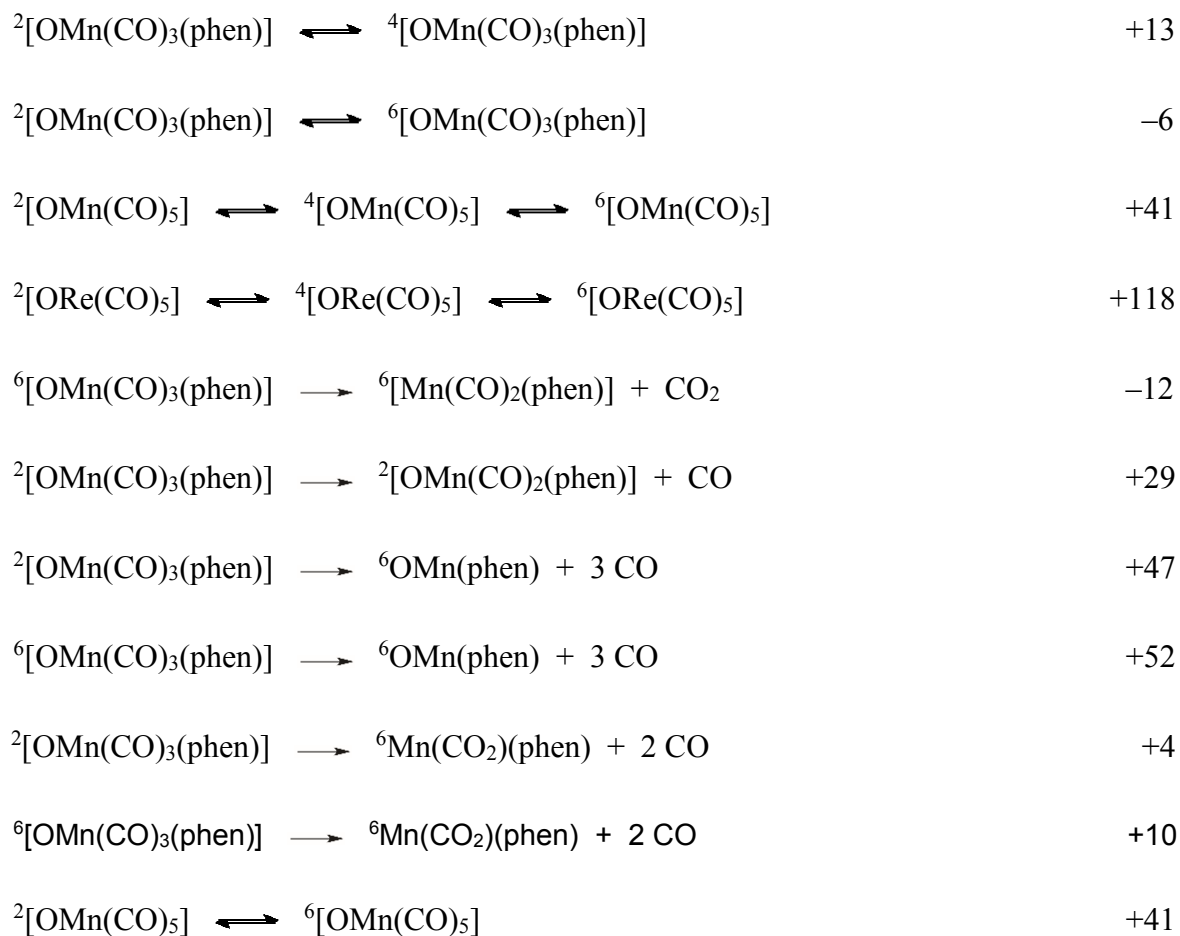 ²[OMn(CO)₃(phen)] ⇌ ⁴[OMn(CO)₃(phen)] +13
²[OMn(CO)₃(phen)] ⇌ ⁶[OMn(CO)₃(phen)] –6
²[OMn(CO)₅] ⇌ ⁴[OMn(CO)₅] ⇌ ⁶[OMn(CO)₅] +41
²[ORe(CO)₅] ⇌ ⁴[ORe(CO)₅] ⇌ ⁶[ORe(CO)₅] +118
⁶[OMn(CO)₃(phen)] → ⁶[Mn(CO)₂(phen)] + CO₂ –12
²[OMn(CO)₃(phen)] → ²[OMn(CO)₂(phen)] + CO +29
²[OMn(CO)₃(phen)] → ⁶OMn(phen) + 3 CO +47
⁶[OMn(CO)₃(phen)] → ⁶OMn(phen) + 3 CO +52
²[OMn(CO)₃(phen)] → ⁶Mn(CO₂)(phen) + 2 CO +4
⁶[OMn(CO)₃(phen)] → ⁶Mn(CO₂)(phen) + 2 CO +10
²[OMn(CO)₅] ⇌ ⁶[OMn(CO)₅] +41